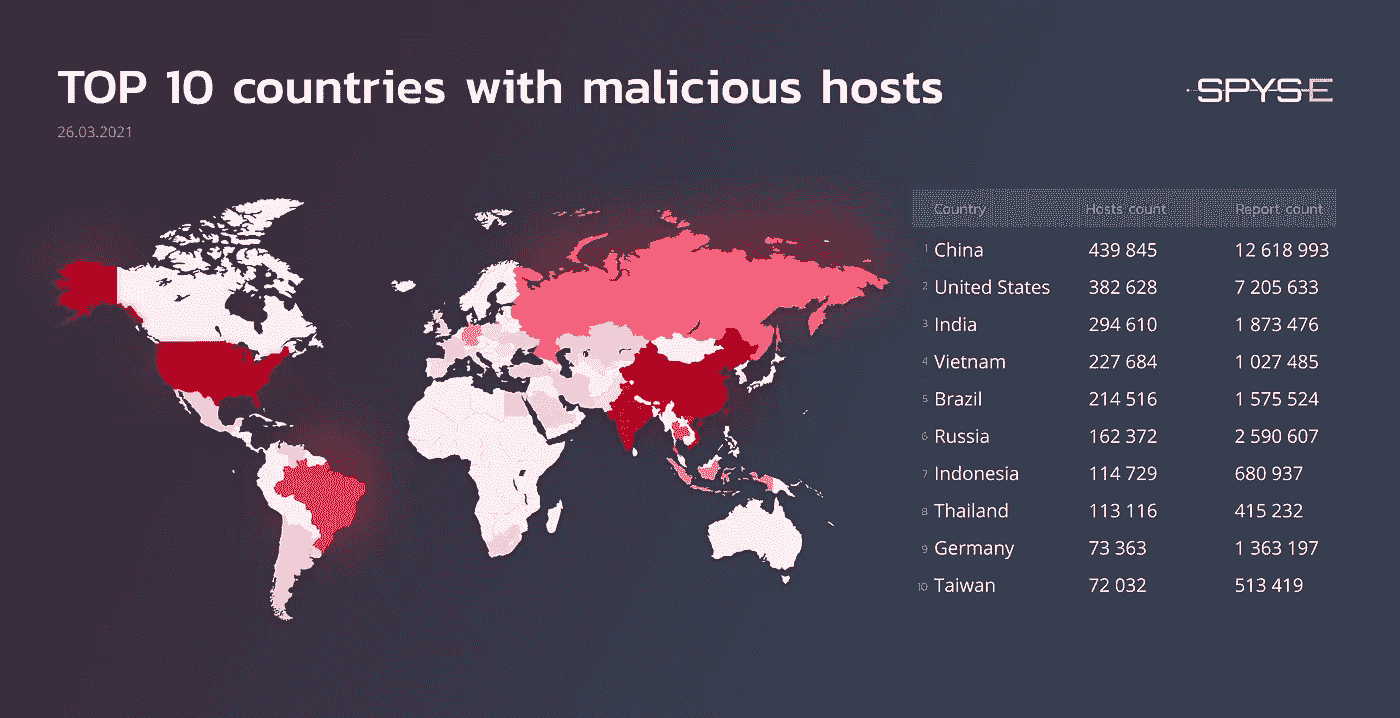 TOP 10 countries with malicious hosts
SPYSE
26.03.2021
Country Hosts count Report count
1 China 439 845 12 618 993
2 United States 382 628 7 205 633
3 India 294 610 1 873 476
4 Vietnam 227 684 1 027 485
5 Brazil 214 516 1 575 524
6 Russia 162 372 2 590 607
7 Indonesia 114 729 680 937
8 Thailand 113 116 415 232
9 Germany 73 363 1 363 197
10 Taiwan 72 032 513 419